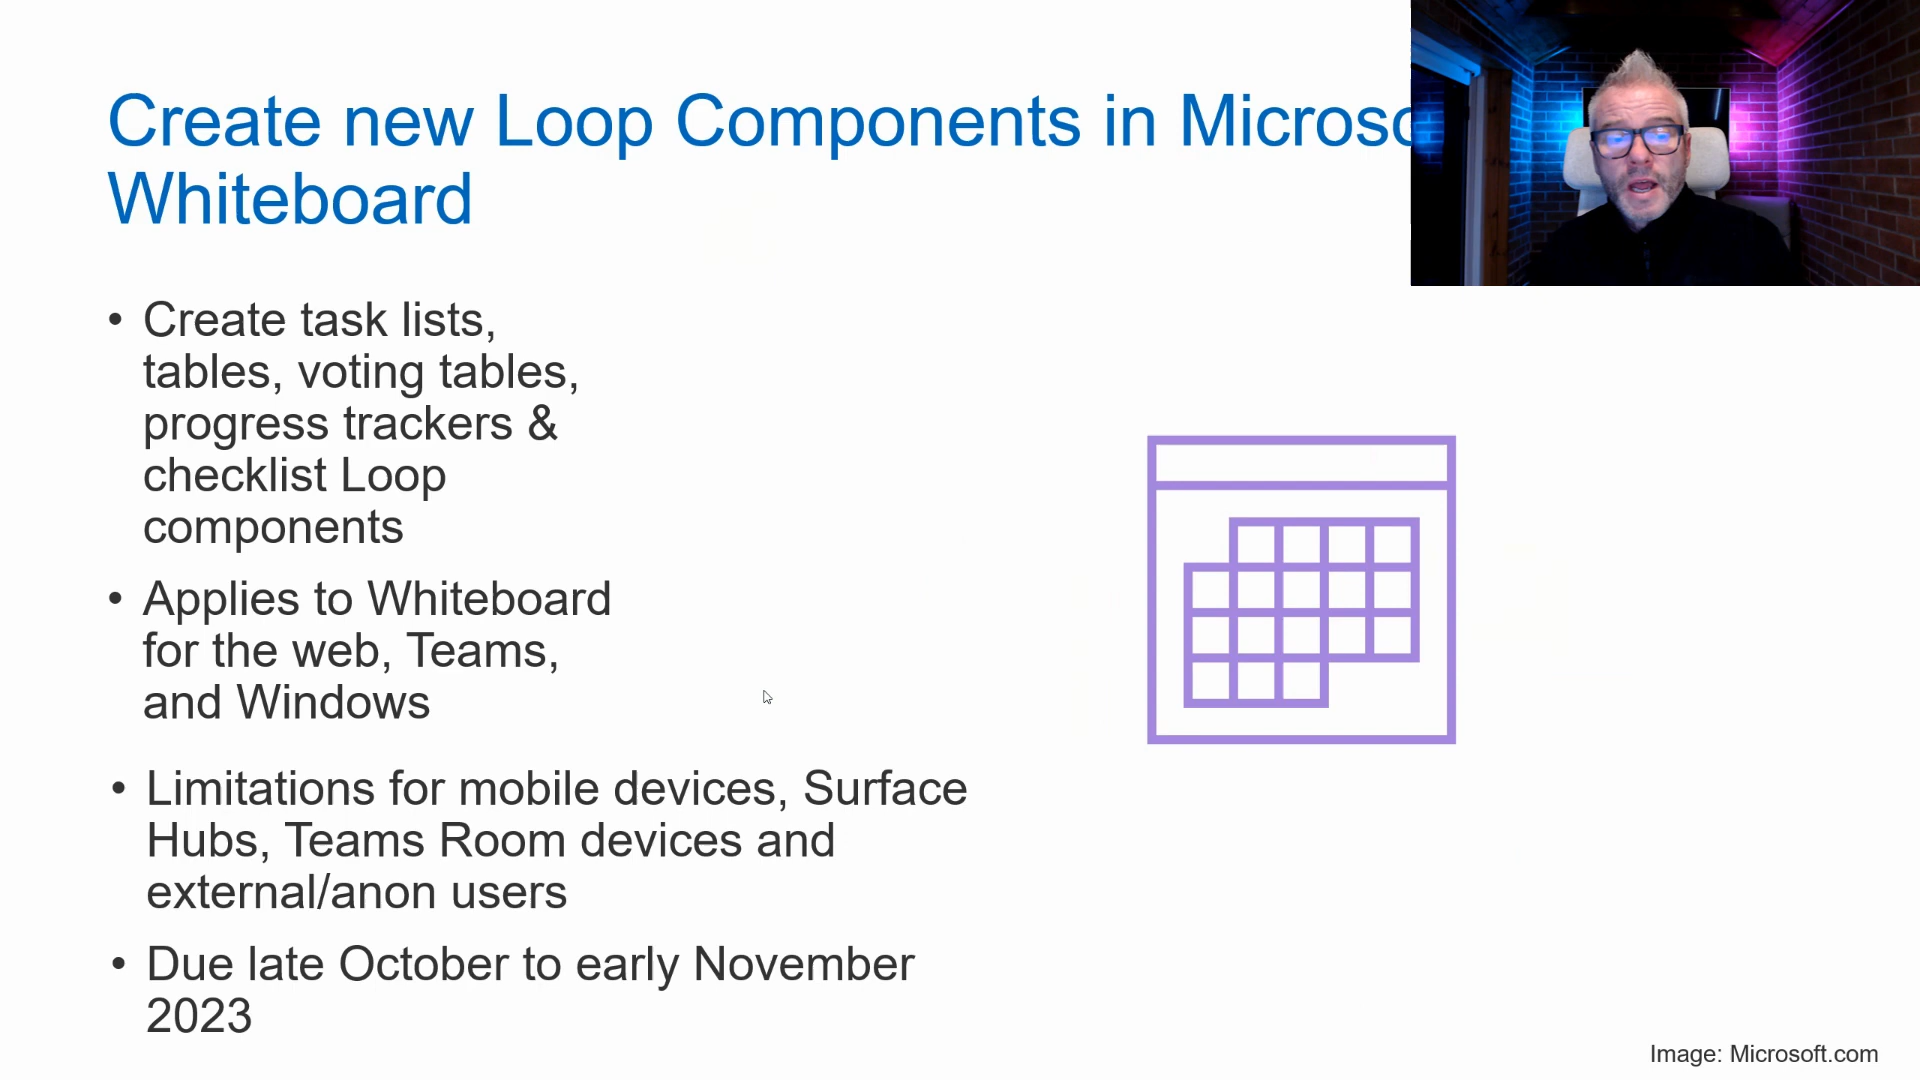 Create new Loop Components in Microso
Whiteboard
• Create task lists,
tables, voting tables,
progress trackers &
checklist Loop
components
• Applies to Whiteboard
for the web, Teams,
and Windows
• Limitations for mobile devices, Surface
Hubs, Teams Room devices and
external/anon users
• Due late October to early November
2023
Image: Microsoft.com